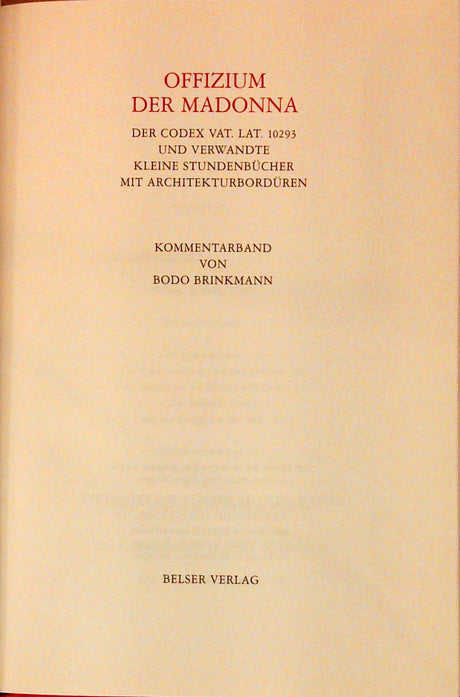 OFFIZIUM
DER MADONNA
DER CODEX VAT. LAT. 10293
UND VERWANDTE
KLEINE STUNDENBÜCHER
MIT ARCHITEKTURBORDÜREN
KOMMENTARBAND
VON
BODO BRINKMANN
BELSER VERLAG